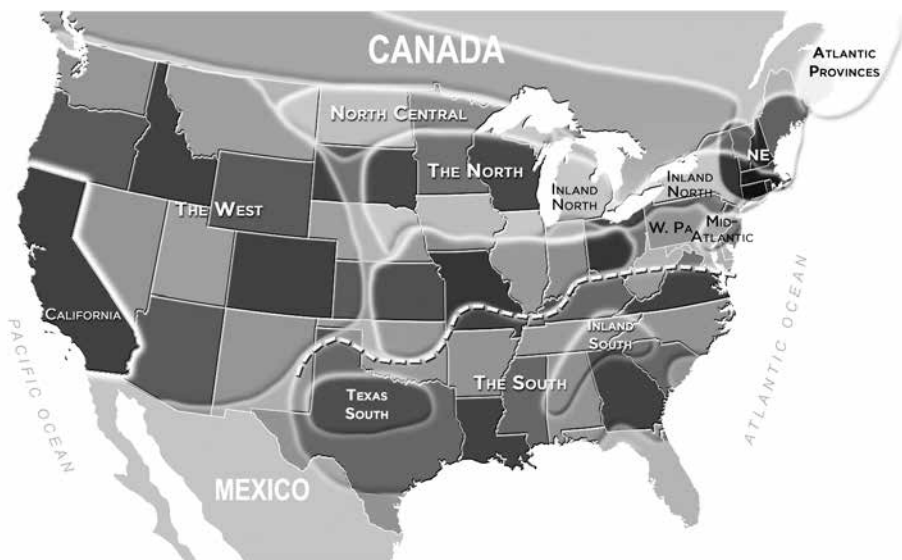 CANADA
ATLANTIC
PROVINCES
NORTH CENTRAL
THE NORTH
NE
INLAND
NORTH
INLAND
NORTH
THE WEST
W. PA
MID-
ATLANTIC
CALIFORNIA
INLAND
SOUTH
THE SOUTH
TEXAS
SOUTH
PACIFIC OCEAN
ATLANTIC OCEAN
MEXICO